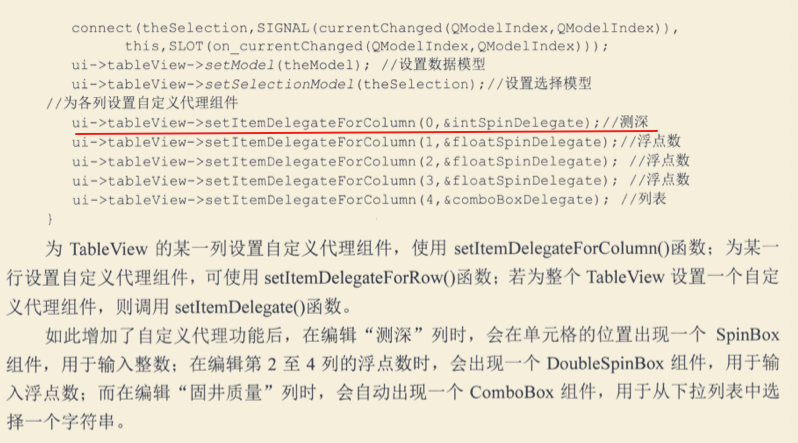 connect(theSelection,SIGNAL(currentChanged(QModelIndex,QModelIndex)),
this,SLOT(on_currentChanged(QModelIndex,QModelIndex)));
ui->tableView->setModel(theModel); //设置数据模型
ui->tableView->setSelectionModel(theSelection);//设置选择模型
//为各列设置自定义代理组件
ui->tableView->setItemDelegateForColumn(0,&intSpinDelegate);//测深
ui->tableView->setItemDelegateForColumn(1,&floatSpinDelegate);//浮点数
ui->tableView->setItemDelegateForColumn(2,&floatSpinDelegate); //浮点数
ui->tableView->setItemDelegateForColumn(3,&floatSpinDelegate); //浮点数
ui->tableView->setItemDelegateForColumn(4,&comboBoxDelegate); //列表
}
为 TableView 的某一列设置自定义代理组件，使用 setItemDelegateForColumn()函数；为某一
行设置自定义代理组件，可使用 setItemDelegateForRow()函数；若为整个 TableView 设置一个自定
义代理组件，则调用 setItemDelegate()函数。
如此增加了自定义代理功能后，在编辑“测深”列时，会在单元格的位置出现一个 SpinBox
组件，用于输入整数；在编辑第 2 至 4 列的浮点数时，会出现一个 DoubleSpinBox 组件，用于输
入浮点数；而在编辑“固井质量”列时，会自动出现一个 ComboBox 组件，用于从下拉列表中选
择一个字符串。